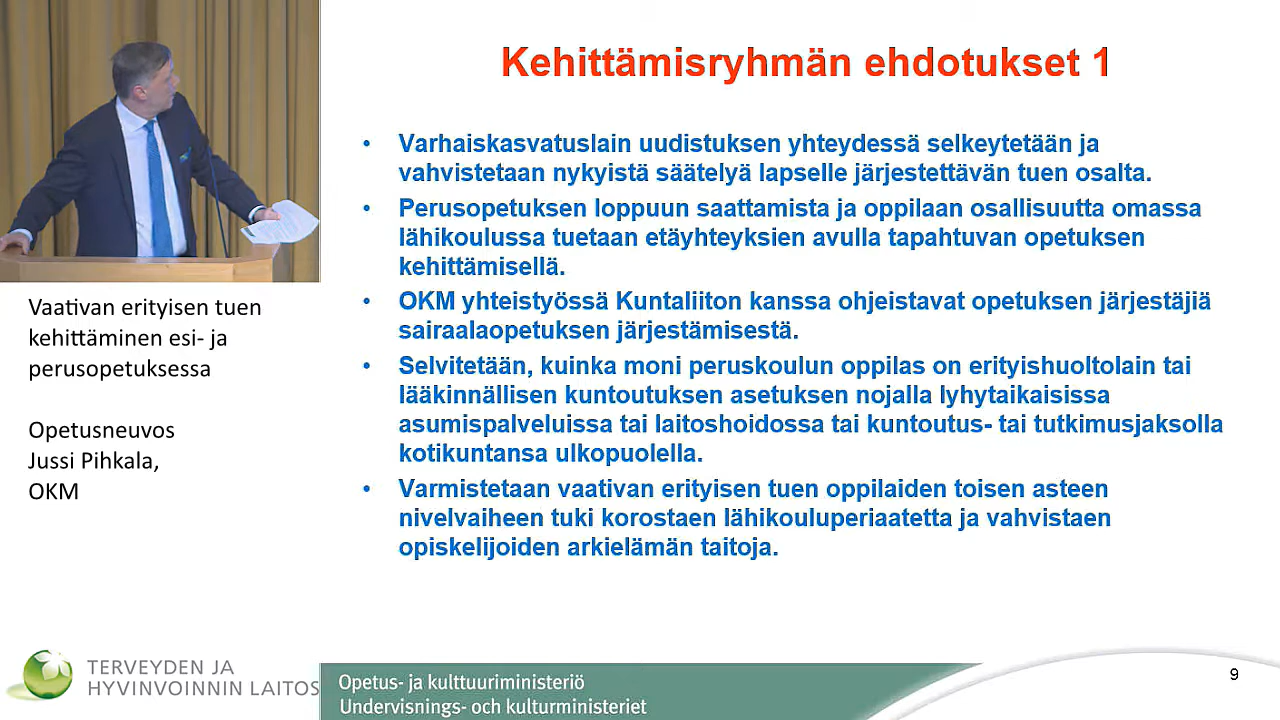 Kehittämisryhmän ehdotukset 1
• Varhaiskasvatuslain uudistuksen yhteydessä selkeytetään ja
vahvistetaan nykyistä säätelyä lapselle järjestettävän tuen osalta.
• Perusopetuksen loppuun saattamista ja oppilaan osallisuutta omassa
lähikoulussa tuetaan etäyhteyksien avulla tapahtuvan opetuksen
kehittämisellä.
• OKM yhteistyössä Kuntaliiton kanssa ohjeistavat opetuksen järjestäjiä
sairaalaopetuksen järjestämisestä.
• Selvitetään, kuinka moni peruskoulun oppilas on erityishuoltolain tai
lääkinnällisen kuntoutuksen asetuksen nojalla lyhytaikaisissa
asumispalveluissa tai laitoshoidossa tai kuntoutus- tai tutkimusjaksolla
kotikuntansa ulkopuolella.
• Varmistetaan vaativan erityisen tuen oppilaiden toisen asteen
nivelvaiheen tuki korostaen lähikouluperiaatetta ja vahvistaen
opiskelijoiden arkielämän taitoja.
Vaativan erityisen tuen
kehittäminen esi- ja
perusopetuksessa
Opetusneuvos
Jussi Pihkala,
OKM
TERVEYDEN JA
HYVINVOINNIN LAITOS
Opetus- ja kulttuuriministeriö
Undervisnings- och kulturministeriet
9